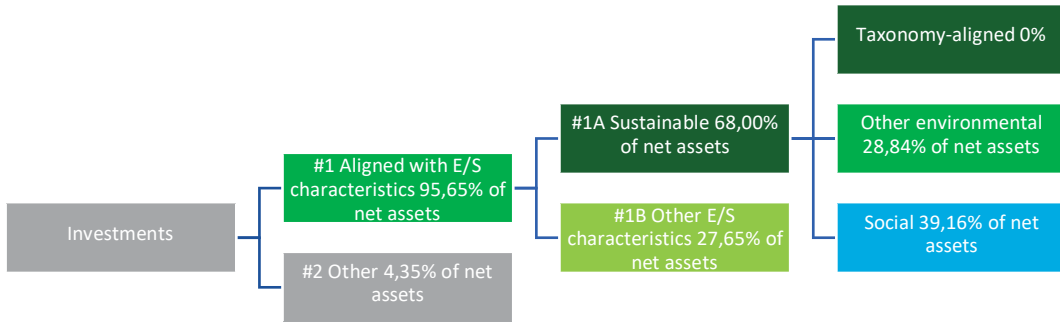 Investments
#1 Aligned with E/S
characteristics 95,65% of
net assets
#2 Other 4,35% of net
assets
#1A Sustainable 68,00%
of net assets
#1B Other E/S
characteristics 27,65% of
net assets
Taxonomy-aligned 0%
Other environmental
28,84% of net assets
Social 39,16% of net
assets